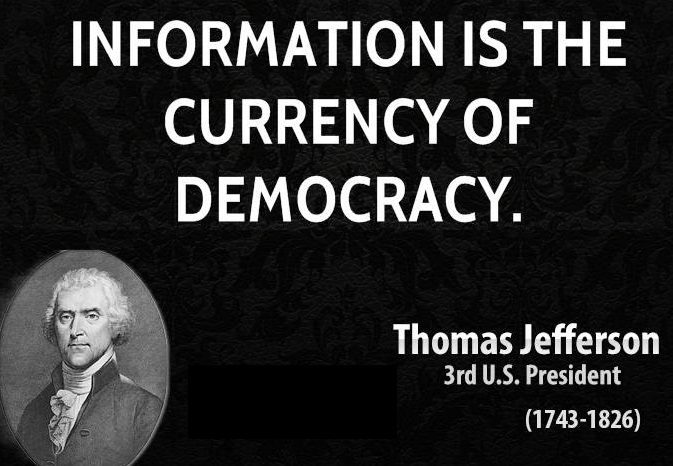 INFORMATION IS THE
CURRENCY OF
DEMOCRACY.
Thomas Jefferson
3rd U.S. President
(1743-1826)